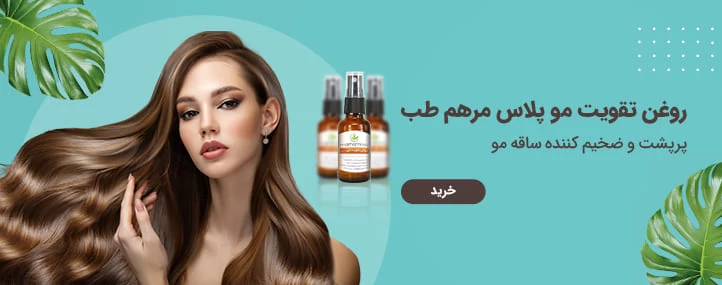 روغن تقویت مو پلاس مرهم طب
پرپشت و ضخیم کننده ساقه مو
خرید